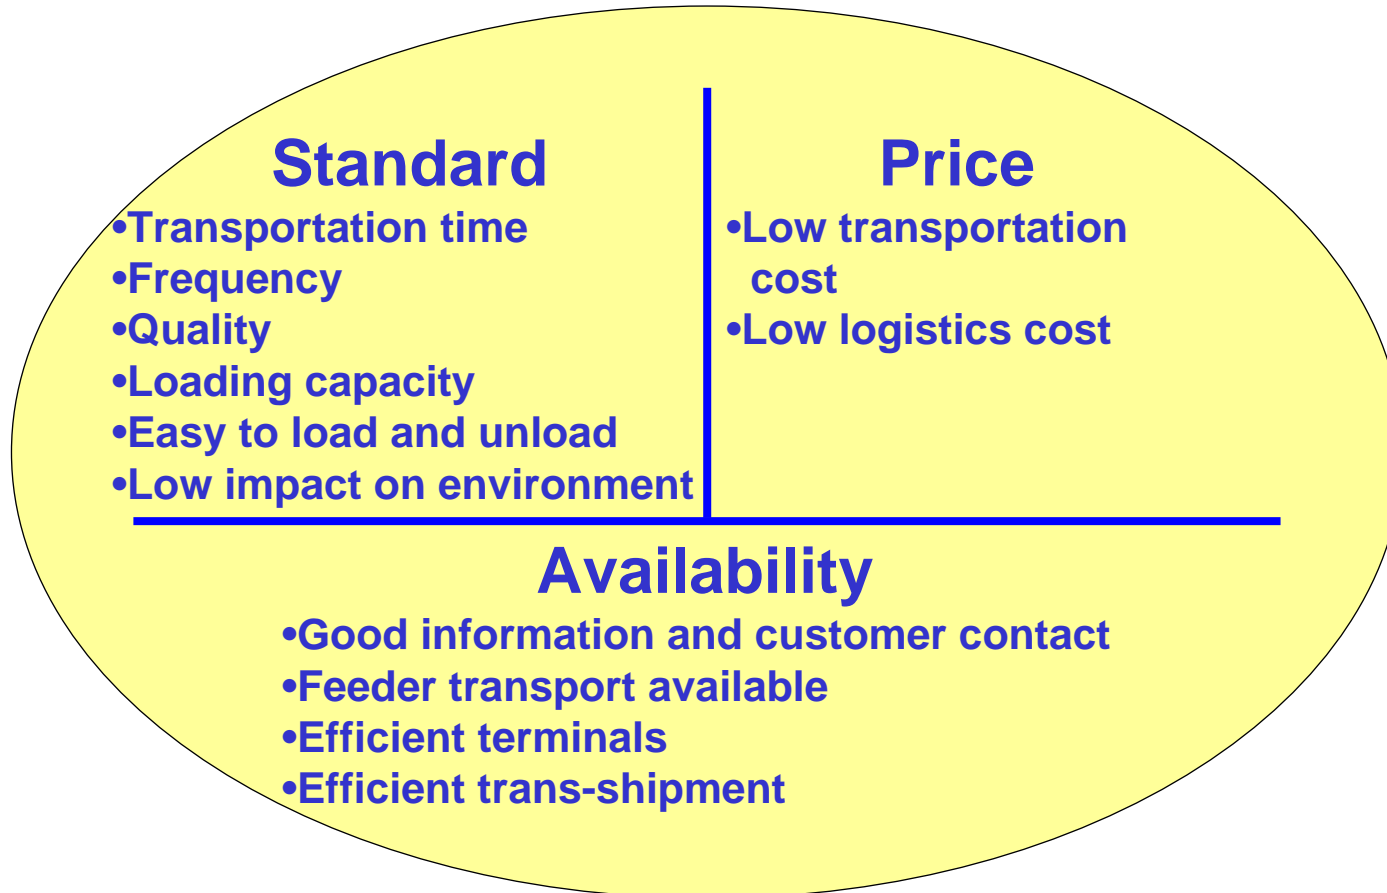 Standard
•Transportation time
•Frequency
•Quality
•Loading capacity
•Easy to load and unload
•Low impact on environment
Price
•Low transportation
cost
•Low logistics cost
Availability
•Good information and customer contact
•Feeder transport available
•Efficient terminals
•Efficient trans-shipment